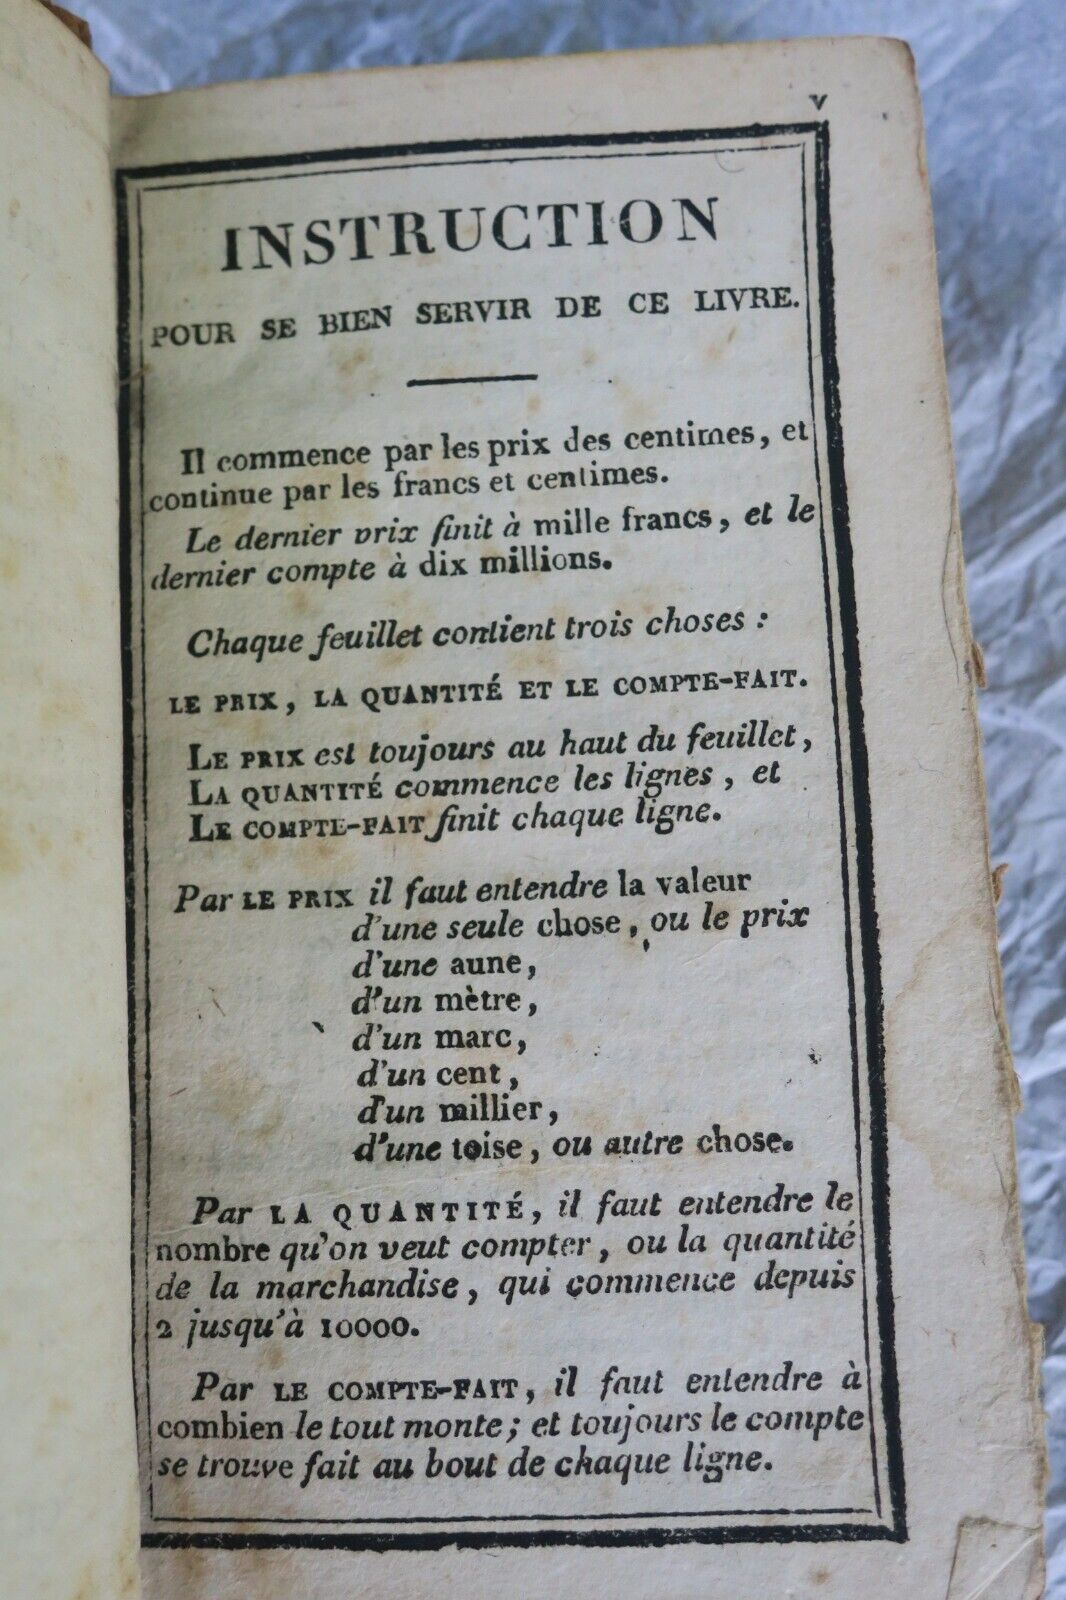 v
INSTRUCTION
POUR SE BIEN SERVIR DE CE LIVRE.
Il commence par les prix des centimes, et
continue par les francs et centimes.
Le dernier prix finit à mille francs, et le
dernier compte à dix millions.
Chaque feuillet contient trois choses :
LE PRIX, LA QUANTITÉ ET LE COMPTE-FAIT.
LE PRIX est toujours au haut du feuillet,
LA QUANTITÉ commence les lignes, et
LE COMPTE-FAIT finit chaque ligne.
Par LE PRIX il faut entendre la valeur
d'une seule chose, ou le prix
d'une aune,
d'un mètre,
d'un marc,
d'un cent,
d'un millier,
d'une toise, ou autre chose.
Par LA QUANTITÉ, il faut entendre le
nombre qu'on veut compter, ou la quantité
de la marchandise, qui commence depuis
2 jusqu'à 10000.
Par LE COMPTE-FAIT, il faut entendre à
combien le tout monte; et toujours le compte
se trouve fait au bout de chaque ligne.